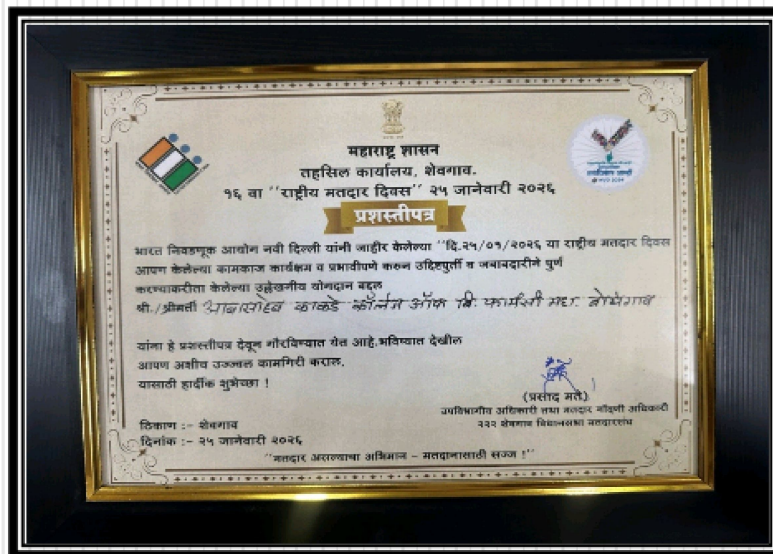 महाराष्ट्र शासन
तहसिल कार्यालय, शेवगाव.
१६ वा "राष्ट्रीय मतदार दिवस" २५ जानेवारी २०२६
प्रशस्तीपत्र
भारत निवडणूक आयोग नवी दिल्ली यांनी जाहीर केलेल्या "दि.२५/०१/२०२६ या राष्ट्रीय मतदार दिवस
आपण केलेल्या कामकाज कार्यक्षम व प्रभावीपणे करुन उद्दिष्टपुर्ती व जबाबदारीने पुर्ण
करण्याकरीता केलेल्या उल्लेखनीय योगदान बद्दल
श्री./श्रीमती आबासाहेब काकडे कॉलेज ऑफ बि. फार्मसी महा. बोधेगाव
यांना हे प्रशस्तीपत्र देवून गौरविण्यात येत आहे.भविष्यात देखील
आपण अशीच उज्ज्वल कामगिरी कराल,
यासाठी हार्दीक शुभेच्छा !
(प्रसाद मते)
उपविभागीय अधिकारी तथा मतदार नोंदणी अधिकारी
२२२ शेवगाव विधानसभा मतदारसंघ
ठिकाण :- शेवगाव
दिनांक :- २५ जानेवारी २०२६
"मतदार असल्याचा अभिमान - मतदानासाठी सज्ज !"